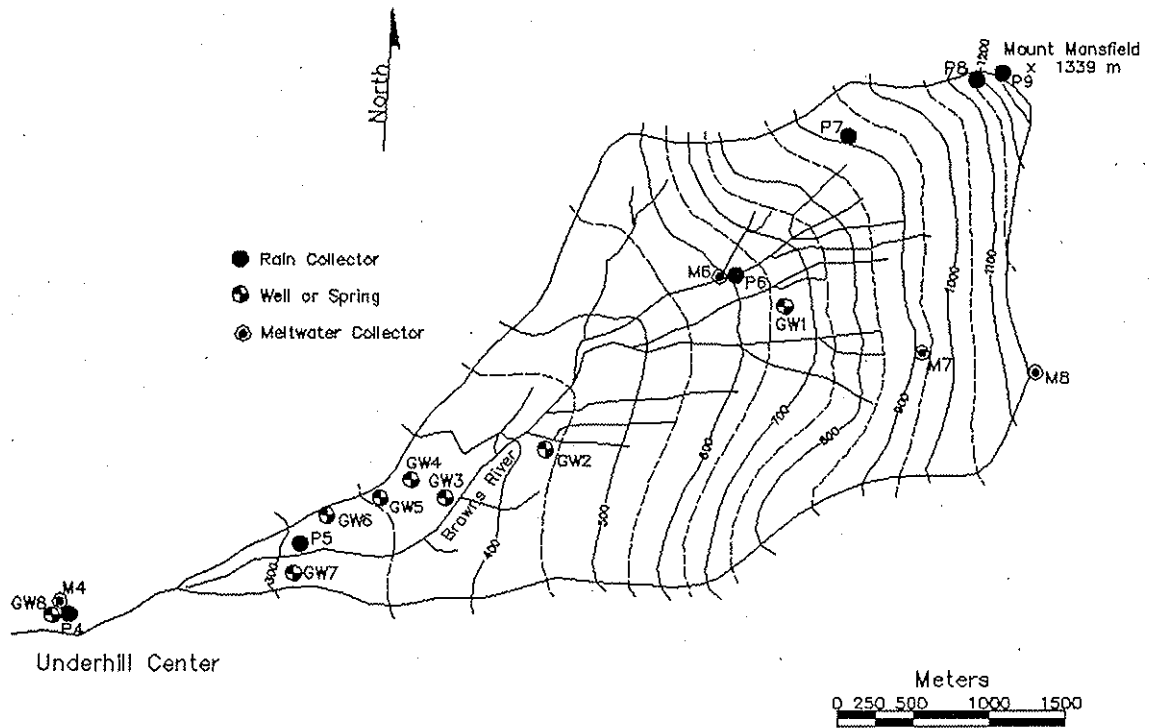 North
Mount Mansfield
x 1339 m
P8
1200
P9
P7
Rain Collector
Well or Spring
Meltwater Collector
M6
P6
GW1
1000
1100
M7
M8
600
700
800
900
GW4
GW3
GW2
GW5
GW6
Browns River
500
400
P5
300
GW7
M4
GW8
P4
Underhill Center
Meters
0 250 500 1000 1500